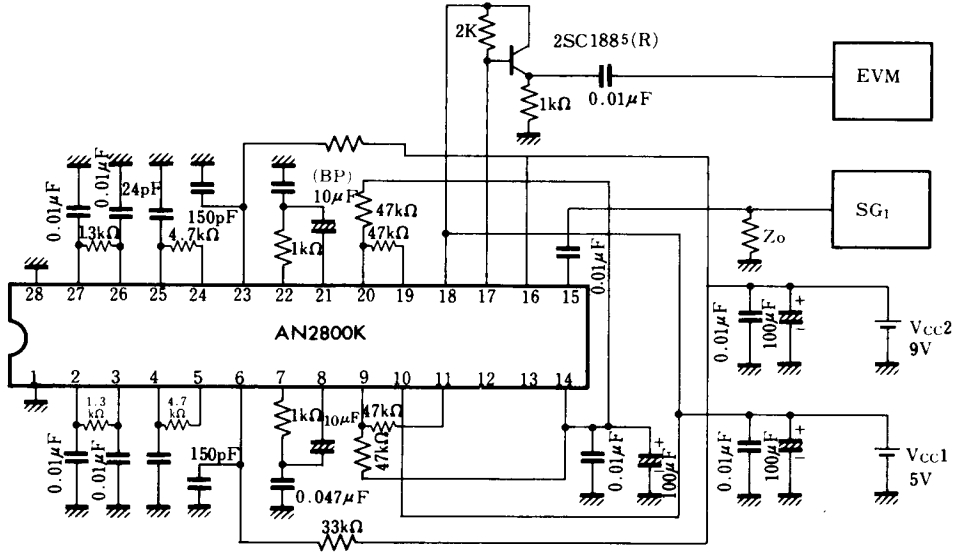 2K
2SC1885(R)
EVM
1kΩ
0.01μF
0.01μF
0.01μF
24pF
150pF
(BP)
10μF
47kΩ
SG1
13kΩ
4.7kΩ
1kΩ
47kΩ
0.01μF
Zo
28
27
26
25
24
23
22
21
20
19
18
17
16
15
AN2800K
0.01μF
100μF
+
−
VCC2
9V
1
2
3
4
5
6
7
8
9
10
11
12
13
14
1.3
kΩ
4.7
kΩ
1kΩ
10μF
47kΩ
47kΩ
0.01μF
0.01μF
150pF
0.047μF
0.01μF
100μF
+
−
0.01μF
100μF
+
−
VCC1
5V
33kΩ